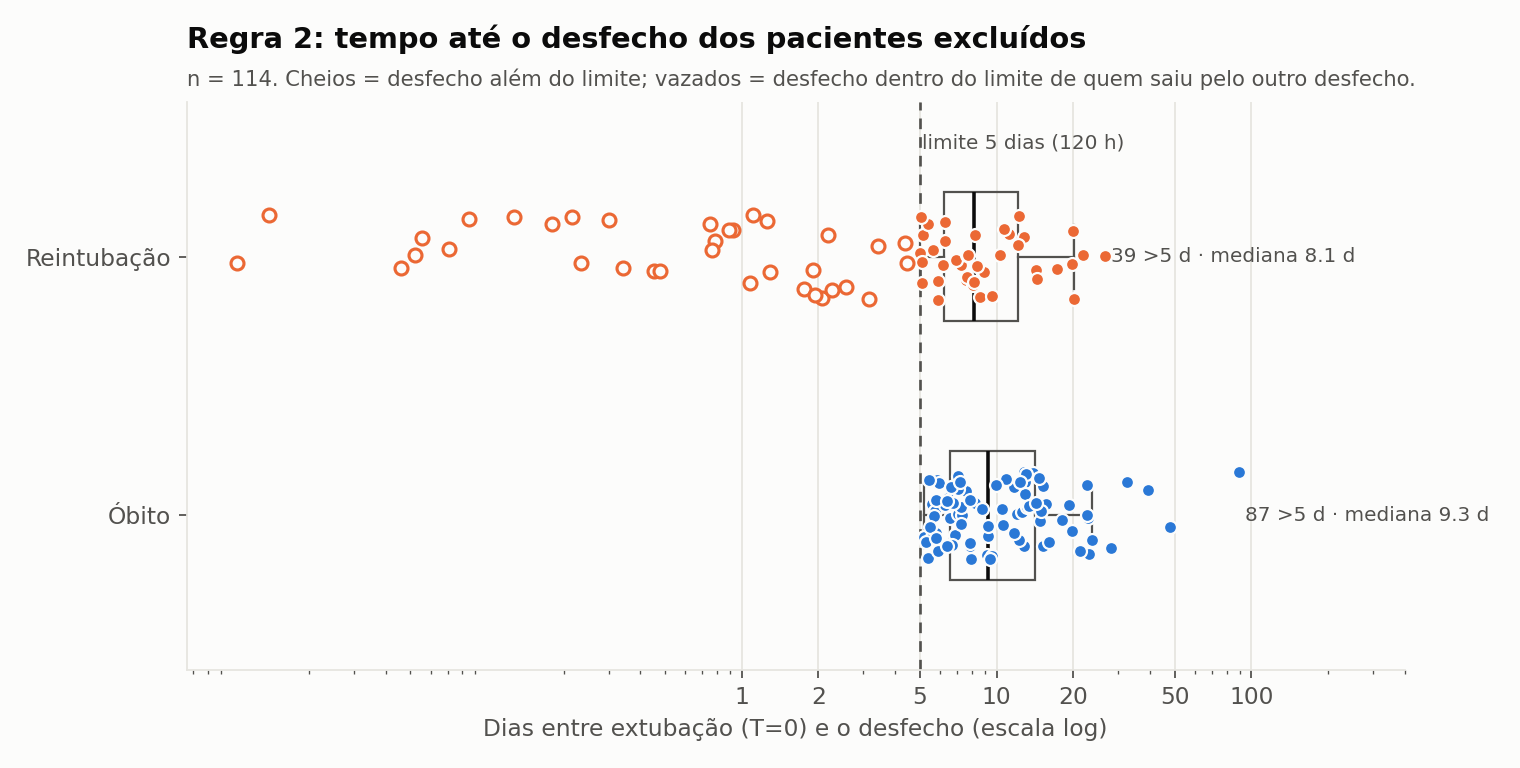 Regra 2: tempo até o desfecho dos pacientes excluídos
n = 114. Cheios = desfecho além do limite; vazados = desfecho dentro do limite de quem saiu pelo outro desfecho.
limite 5 dias (120 h)
Reintubação
39 >5 d · mediana 8.1 d
Óbito
87 >5 d · mediana 9.3 d
1 2 5 10 20 50 100
Dias entre extubação (T=0) e o desfecho (escala log)